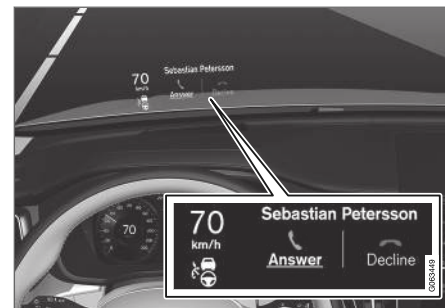 70
km/h
Sebastian Petersson
Answer
Decline
70
70
km/h
Sebastian Petersson
Answer
Decline
G063449